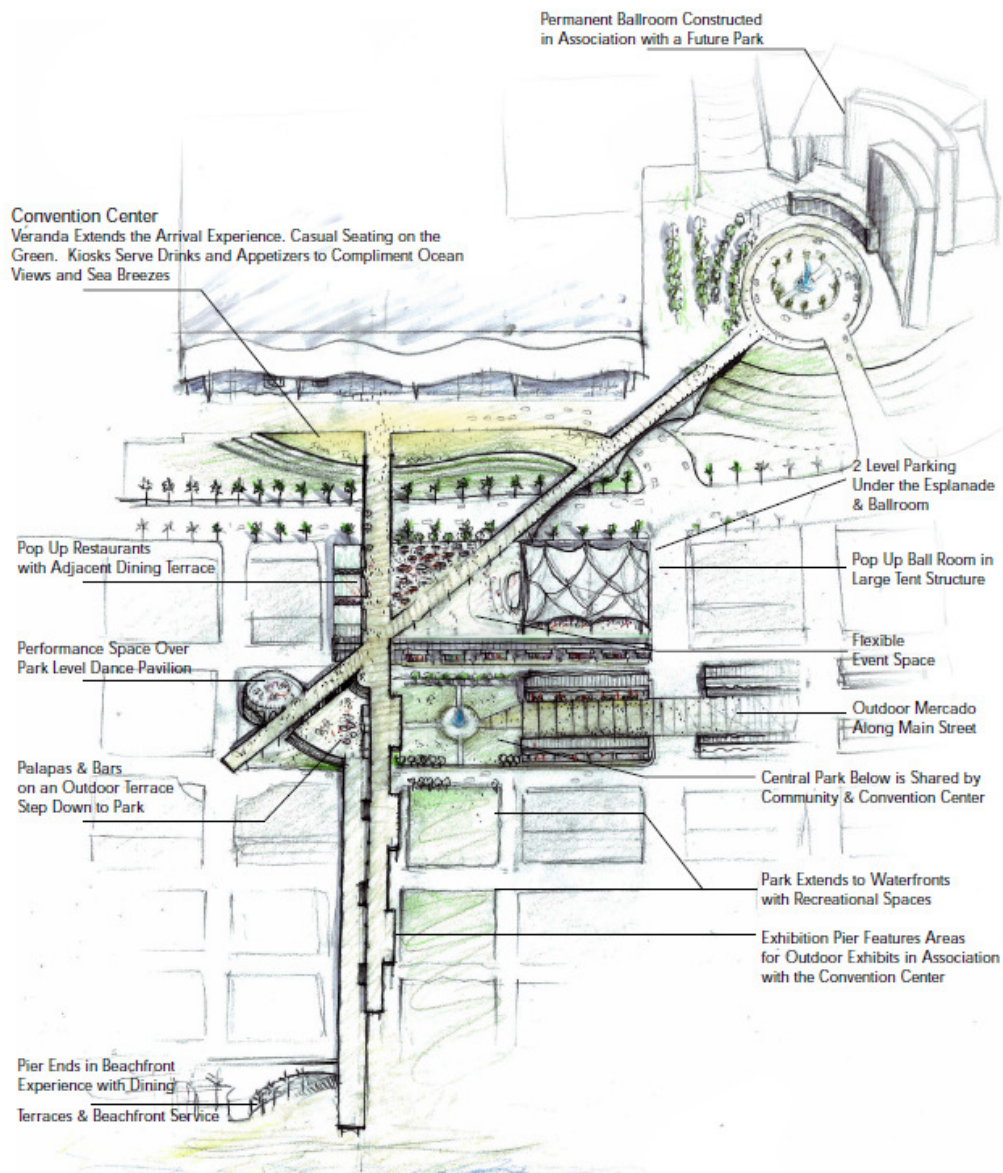 Permanent Ballroom Constructed
in Association with a Future Park
Convention Center
Veranda Extends the Arrival Experience. Casual Seating on the
Green. Kiosks Serve Drinks and Appetizers to Compliment Ocean
Views and Sea Breezes
2 Level Parking
Under the Esplanade
& Ballroom
Pop Up Restaurants
with Adjacent Dining Terrace
Pop Up Ball Room in
Large Tent Structure
Performance Space Over
Park Level Dance Pavilion
Flexible
Event Space
Outdoor Mercado
Along Main Street
Palapas & Bars
on an Outdoor Terrace
Step Down to Park
Central Park Below is Shared by
Community & Convention Center
Park Extends to Waterfronts
with Recreational Spaces
Exhibition Pier Features Areas
for Outdoor Exhibits in Association
with the Convention Center
Pier Ends in Beachfront
Experience with Dining
Terraces & Beachfront Service